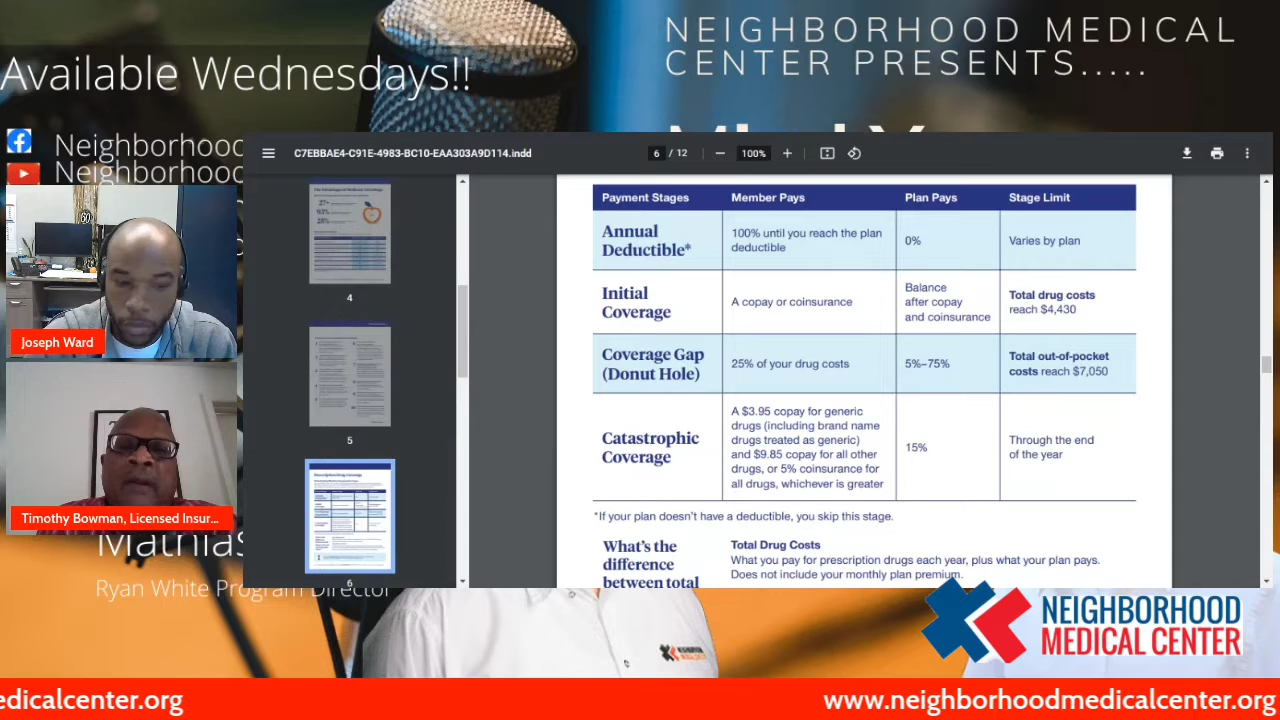 NEIGHBORHOOD MEDICAL
CENTER PRESENTS.....
Available Wednesdays!!
Neighborhood
Neighborhood
C7EBBAE4-C91E-4983-BC10-EAA303A9D114.indd
6 / 12
100%
4
5
6
Payment Stages
Member Pays
Plan Pays
Stage Limit
Annual
Deductible*
100% until you reach the plan
deductible
0%
Varies by plan
Initial
Coverage
A copay or coinsurance
Balance
after copay
and coinsurance
Total drug costs
reach $4,430
Coverage Gap
(Donut Hole)
25% of your drug costs
5%–75%
Total out-of-pocket
costs reach $7,050
Catastrophic
Coverage
A $3.95 copay for generic
drugs (including brand name
drugs treated as generic)
and $9.85 copay for all other
drugs, or 5% coinsurance for
all drugs, whichever is greater
15%
Through the end
of the year
*If your plan doesn't have a deductible, you skip this stage.
What's the
difference
between total
Total Drug Costs
What you pay for prescription drugs each year, plus what your plan pays.
Does not include your monthly plan premium.
60
Joseph Ward
Timothy Bowman, Licensed Insur...
Mathias
Ryan White Program Director
NEIGHBORHOOD
MEDICAL CENTER
edicalcenter.org
www.neighborhoodmedicalcenter.org